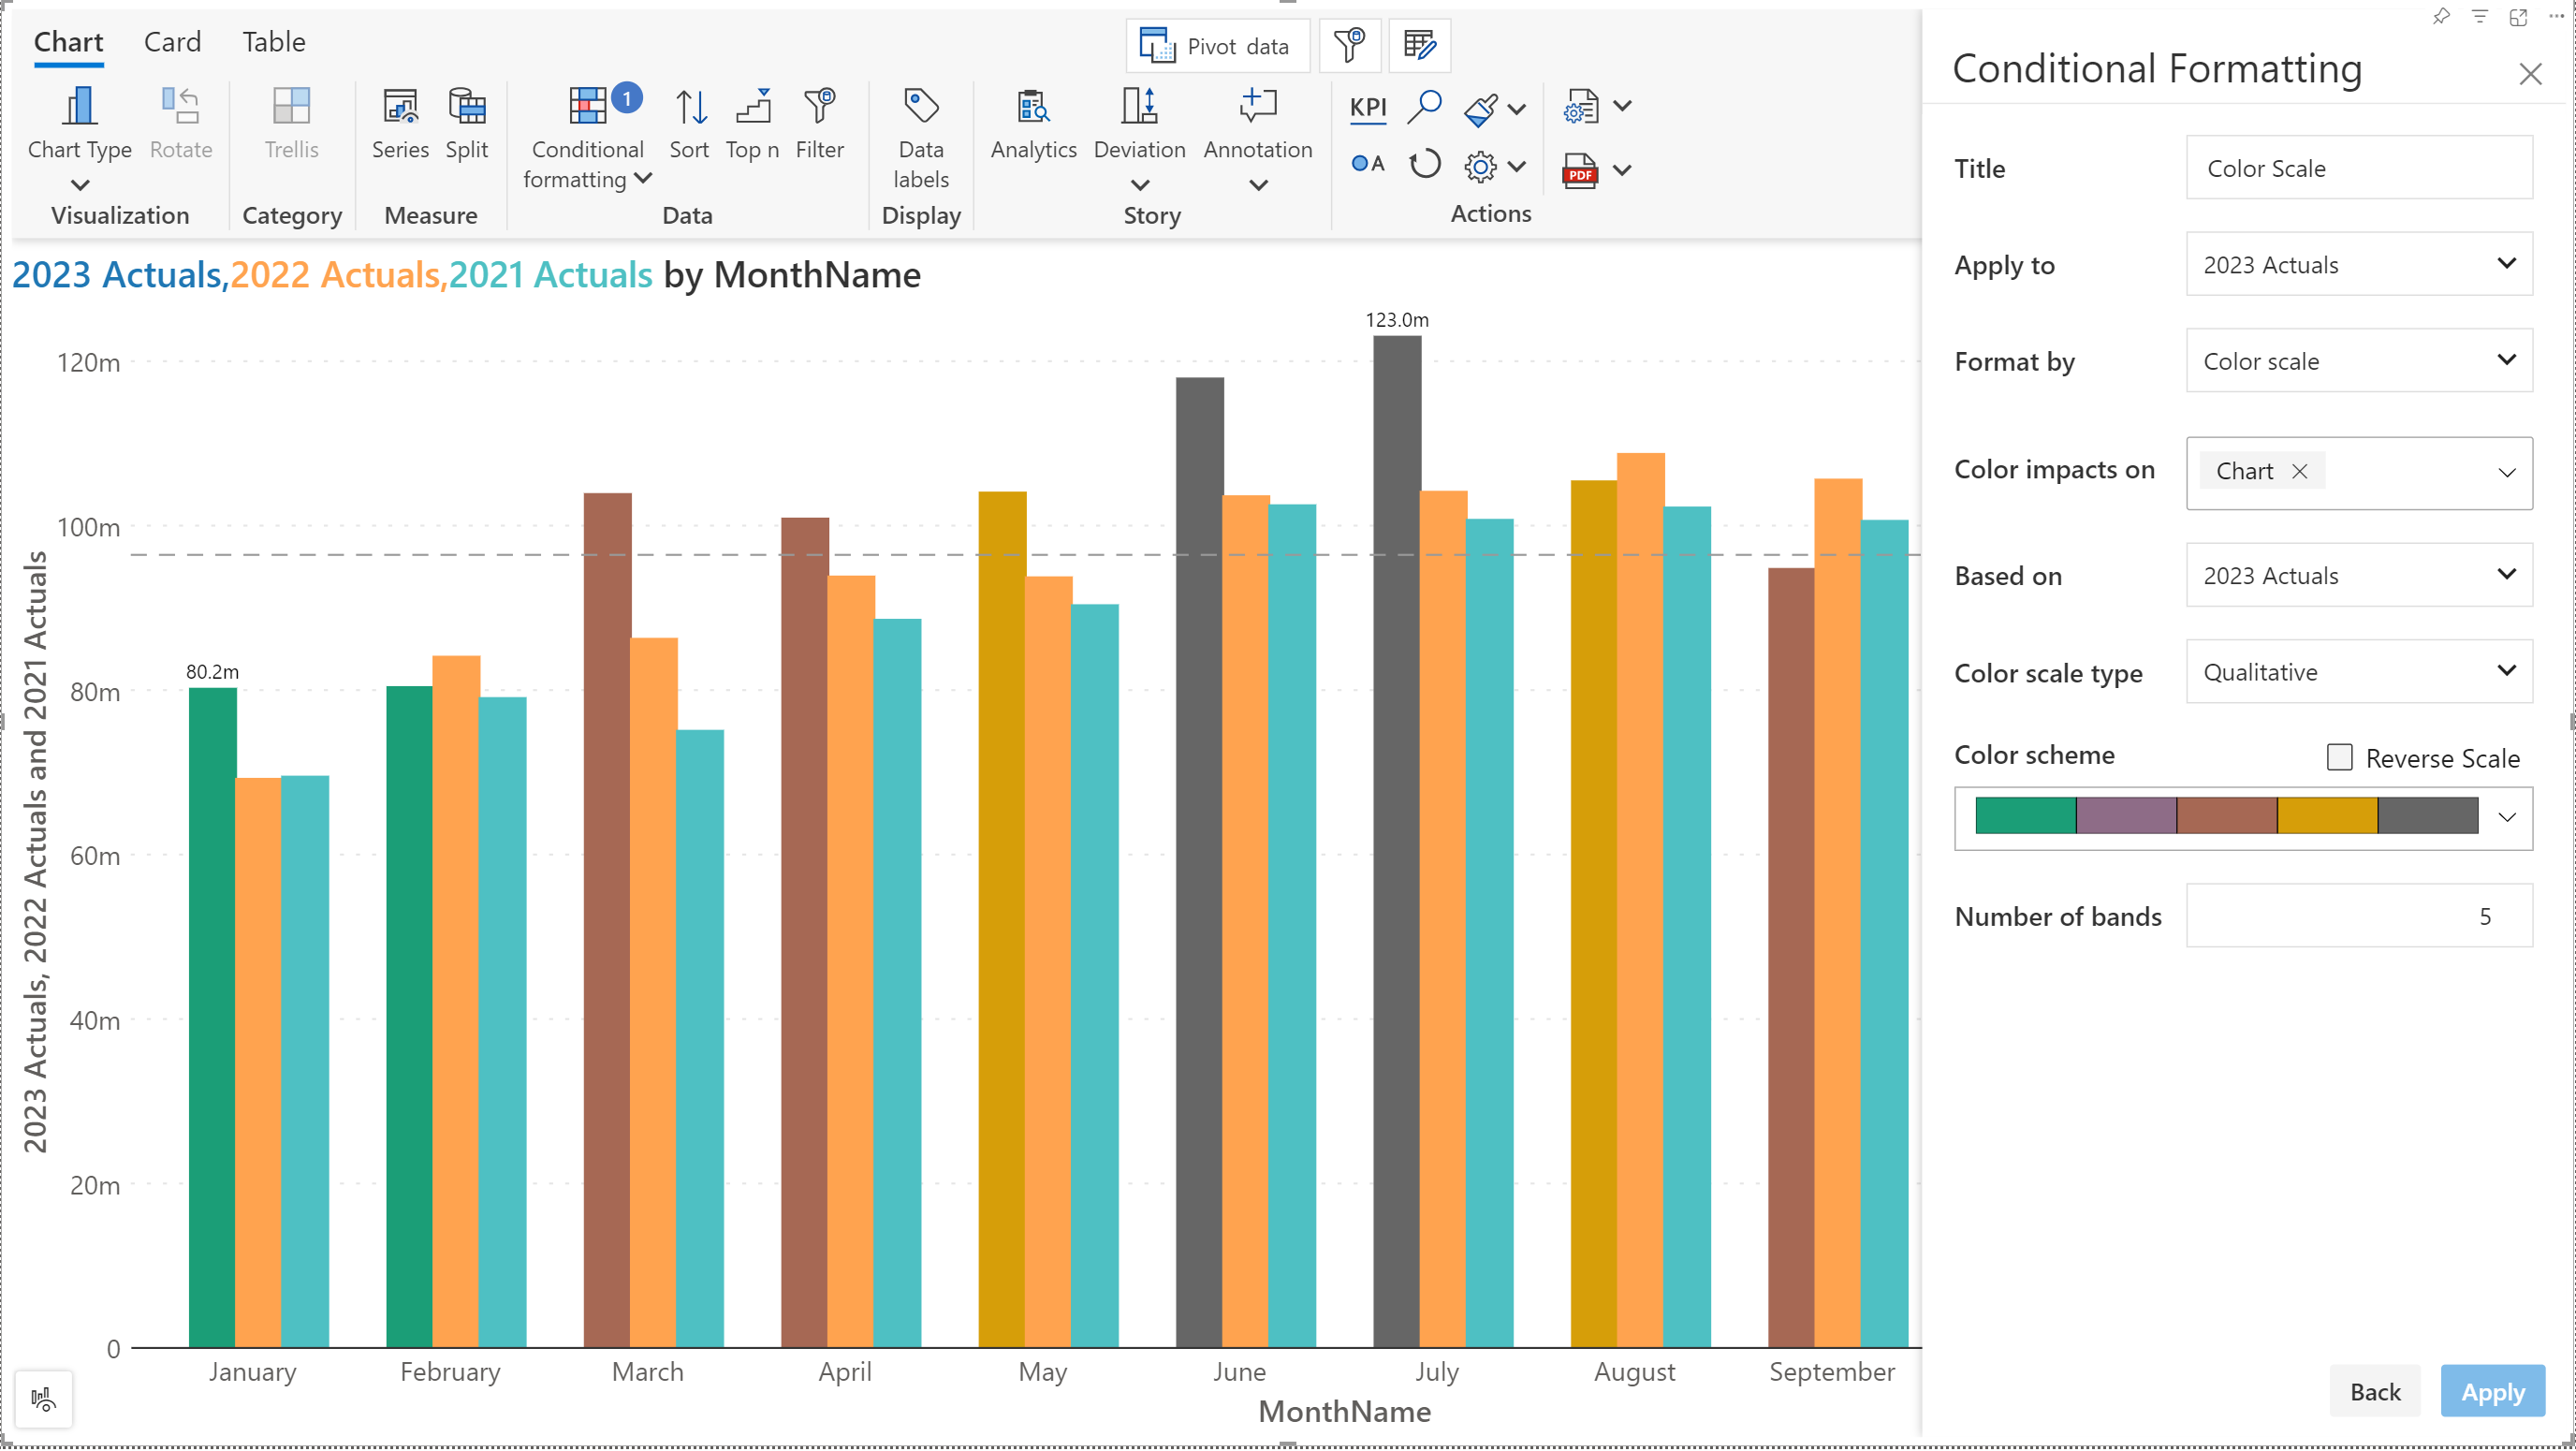 Chart Card Table
Pivot data
Chart Type
Rotate
Visualization
Trellis
Category
Series
Split
Measure
Conditional
formatting
1
Sort
Top n
Filter
Data
Data
labels
Display
Analytics
Deviation
Annotation
Story
KPI
A
PDF
Actions
2023 Actuals,2022 Actuals,2021 Actuals by MonthName
2023 Actuals, 2022 Actuals and 2021 Actuals
120m
100m
80m
60m
40m
20m
0
80.2m
123.0m
January February March April May June July August September
MonthName
Conditional Formatting
Title
Color Scale
Apply to
2023 Actuals
Format by
Color scale
Color impacts on
Chart
Based on
2023 Actuals
Color scale type
Qualitative
Color scheme
Reverse Scale
Number of bands
5
Back
Apply